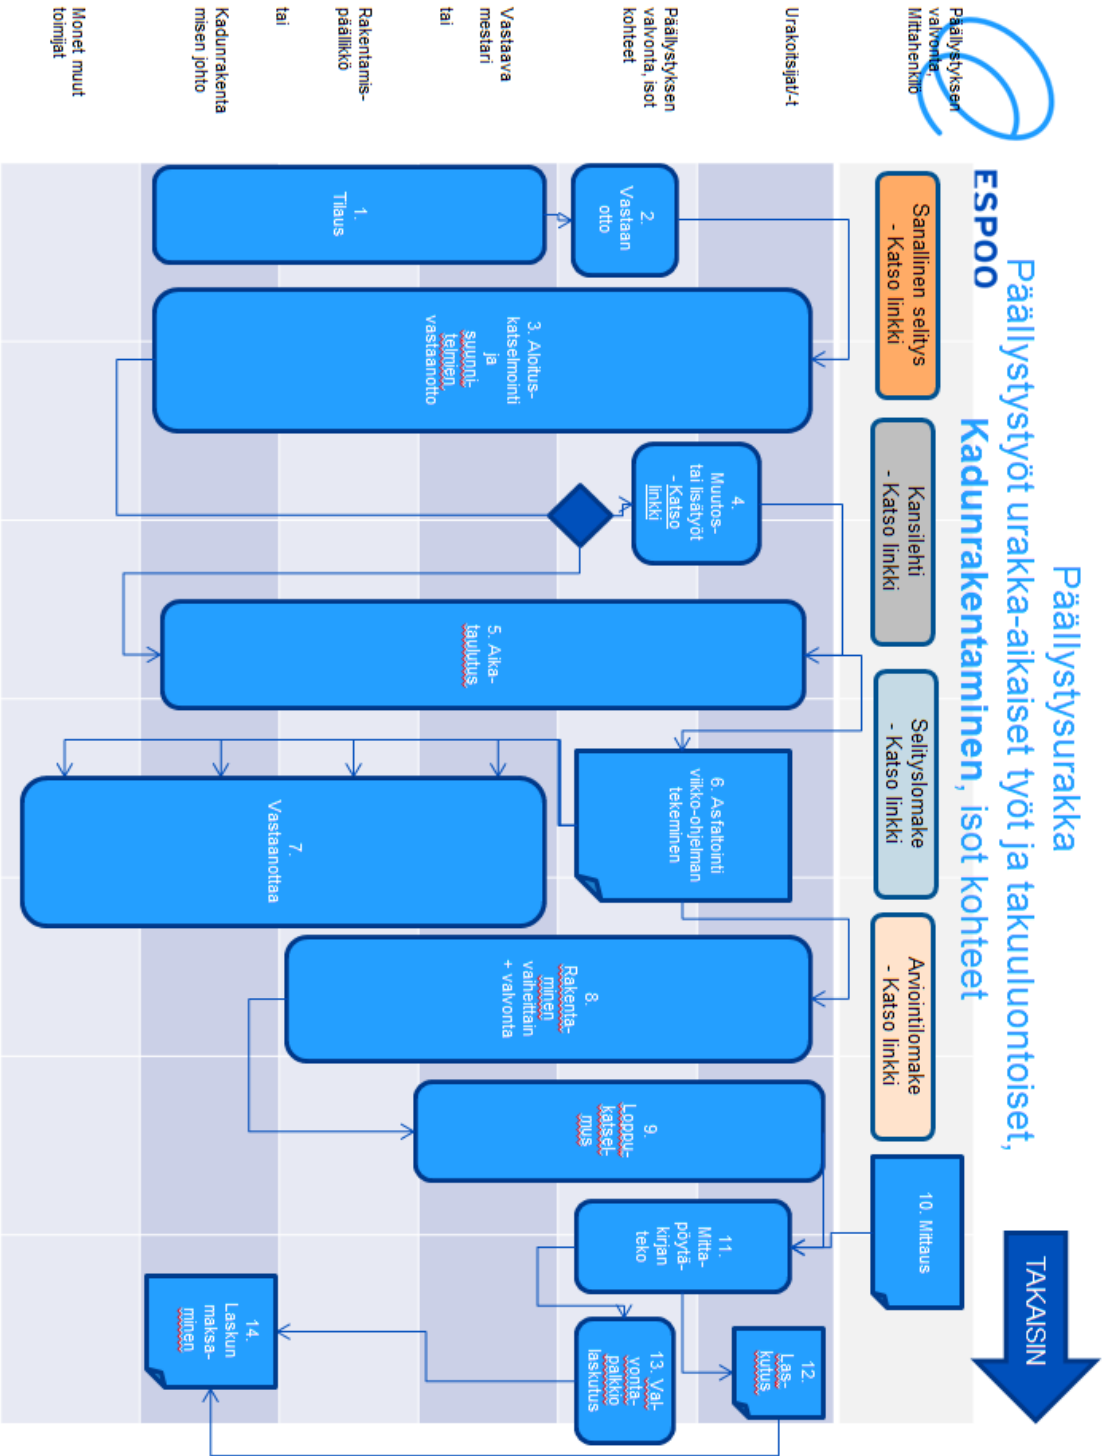 ESPOO
Päällystysurakka
Päällystystyöt urakka-aikaiset työt ja takuuluontoiset,
Kadunrakentaminen, isot kohteet
TAKAISIN
Sanallinen selitys
- Katso linkki
Kansilehti
- Katso linkki
Selityslomake
- Katso linkki
Arviointilomake
- Katso linkki
Päällystyksen
valvonta,
Mittahenkilö
10. Mittaus
Urakoitsijat/-t
12.
Las-
kutus
Päällystyksen
valvonta, isot
kohteet
2.
Vastaan
otto
4.
Muutos-
tai lisätyöt
- Katso
linkki
6. Asfaltointi
viikko-ohjelman
tekeminen
11.
Mitta-
pöytä-
kirjan
teko
13. Val-
vonta-
palkkio
laskutus
Vastaava
mestari
tai
Rakentamis-
päällikkö
tai
Kadunrakenta
misen johto
1.
Tilaus
3. Aloitus-
katselmointi
ja
suunni-
telmien
vastaanotto
5. Aika-
taulutus
7.
Vastaanottaa
8.
Rakenta-
minen
vaiheittain
+ valvonta
9.
Loppu-
katsel-
mus
14.
Laskun
maksa-
minen
Monet muut
toimijat